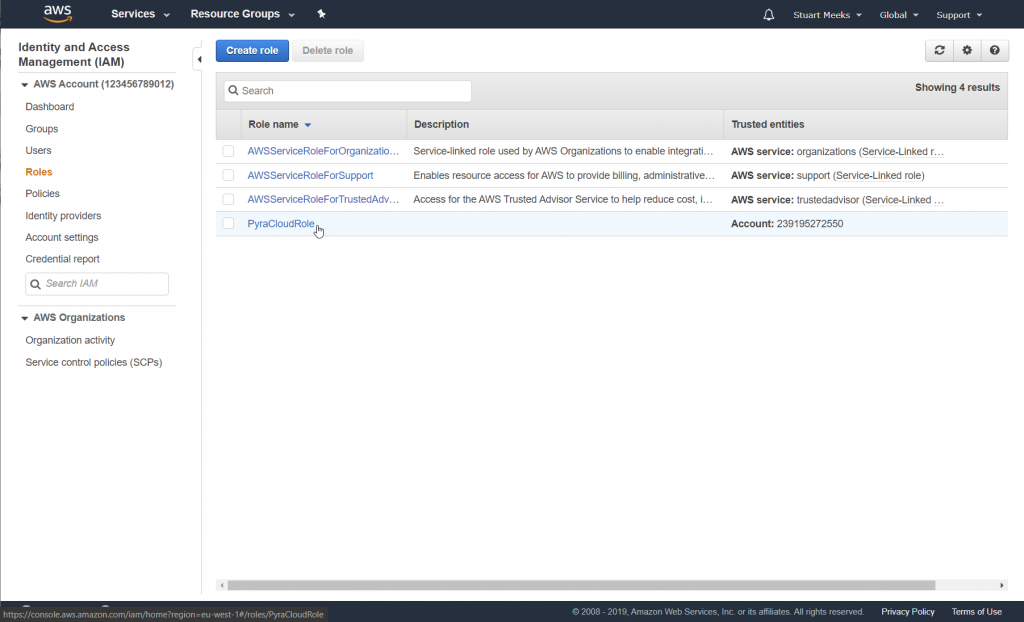 aws
Services
Resource Groups
Stuart Meeks
Global
Support
Identity and Access
Management (IAM)
AWS Account (123456789012)
Dashboard
Groups
Users
Roles
Policies
Identity providers
Account settings
Credential report
Search IAM
AWS Organizations
Organization activity
Service control policies (SCPs)
Create role
Delete role
Search
Showing 4 results
Role name Description Trusted entities
AWSServiceRoleForOrganizatio… Service-linked role used by AWS Organizations to enable integrati… AWS service: organizations (Service-Linked r…
AWSServiceRoleForSupport Enables resource access for AWS to provide billing, administrative… AWS service: support (Service-Linked role)
AWSServiceRoleForTrustedAdv… Access for the AWS Trusted Advisor Service to help reduce cost, i… AWS service: trustedadvisor (Service-Linked …
PyraCloudRole Account: 239195272550
https://console.aws.amazon.com/iam/home?region=eu-west-1#/roles/PyraCloudRole
© 2008 - 2019, Amazon Web Services, Inc. or its affiliates. All rights reserved. Privacy Policy Terms of Use